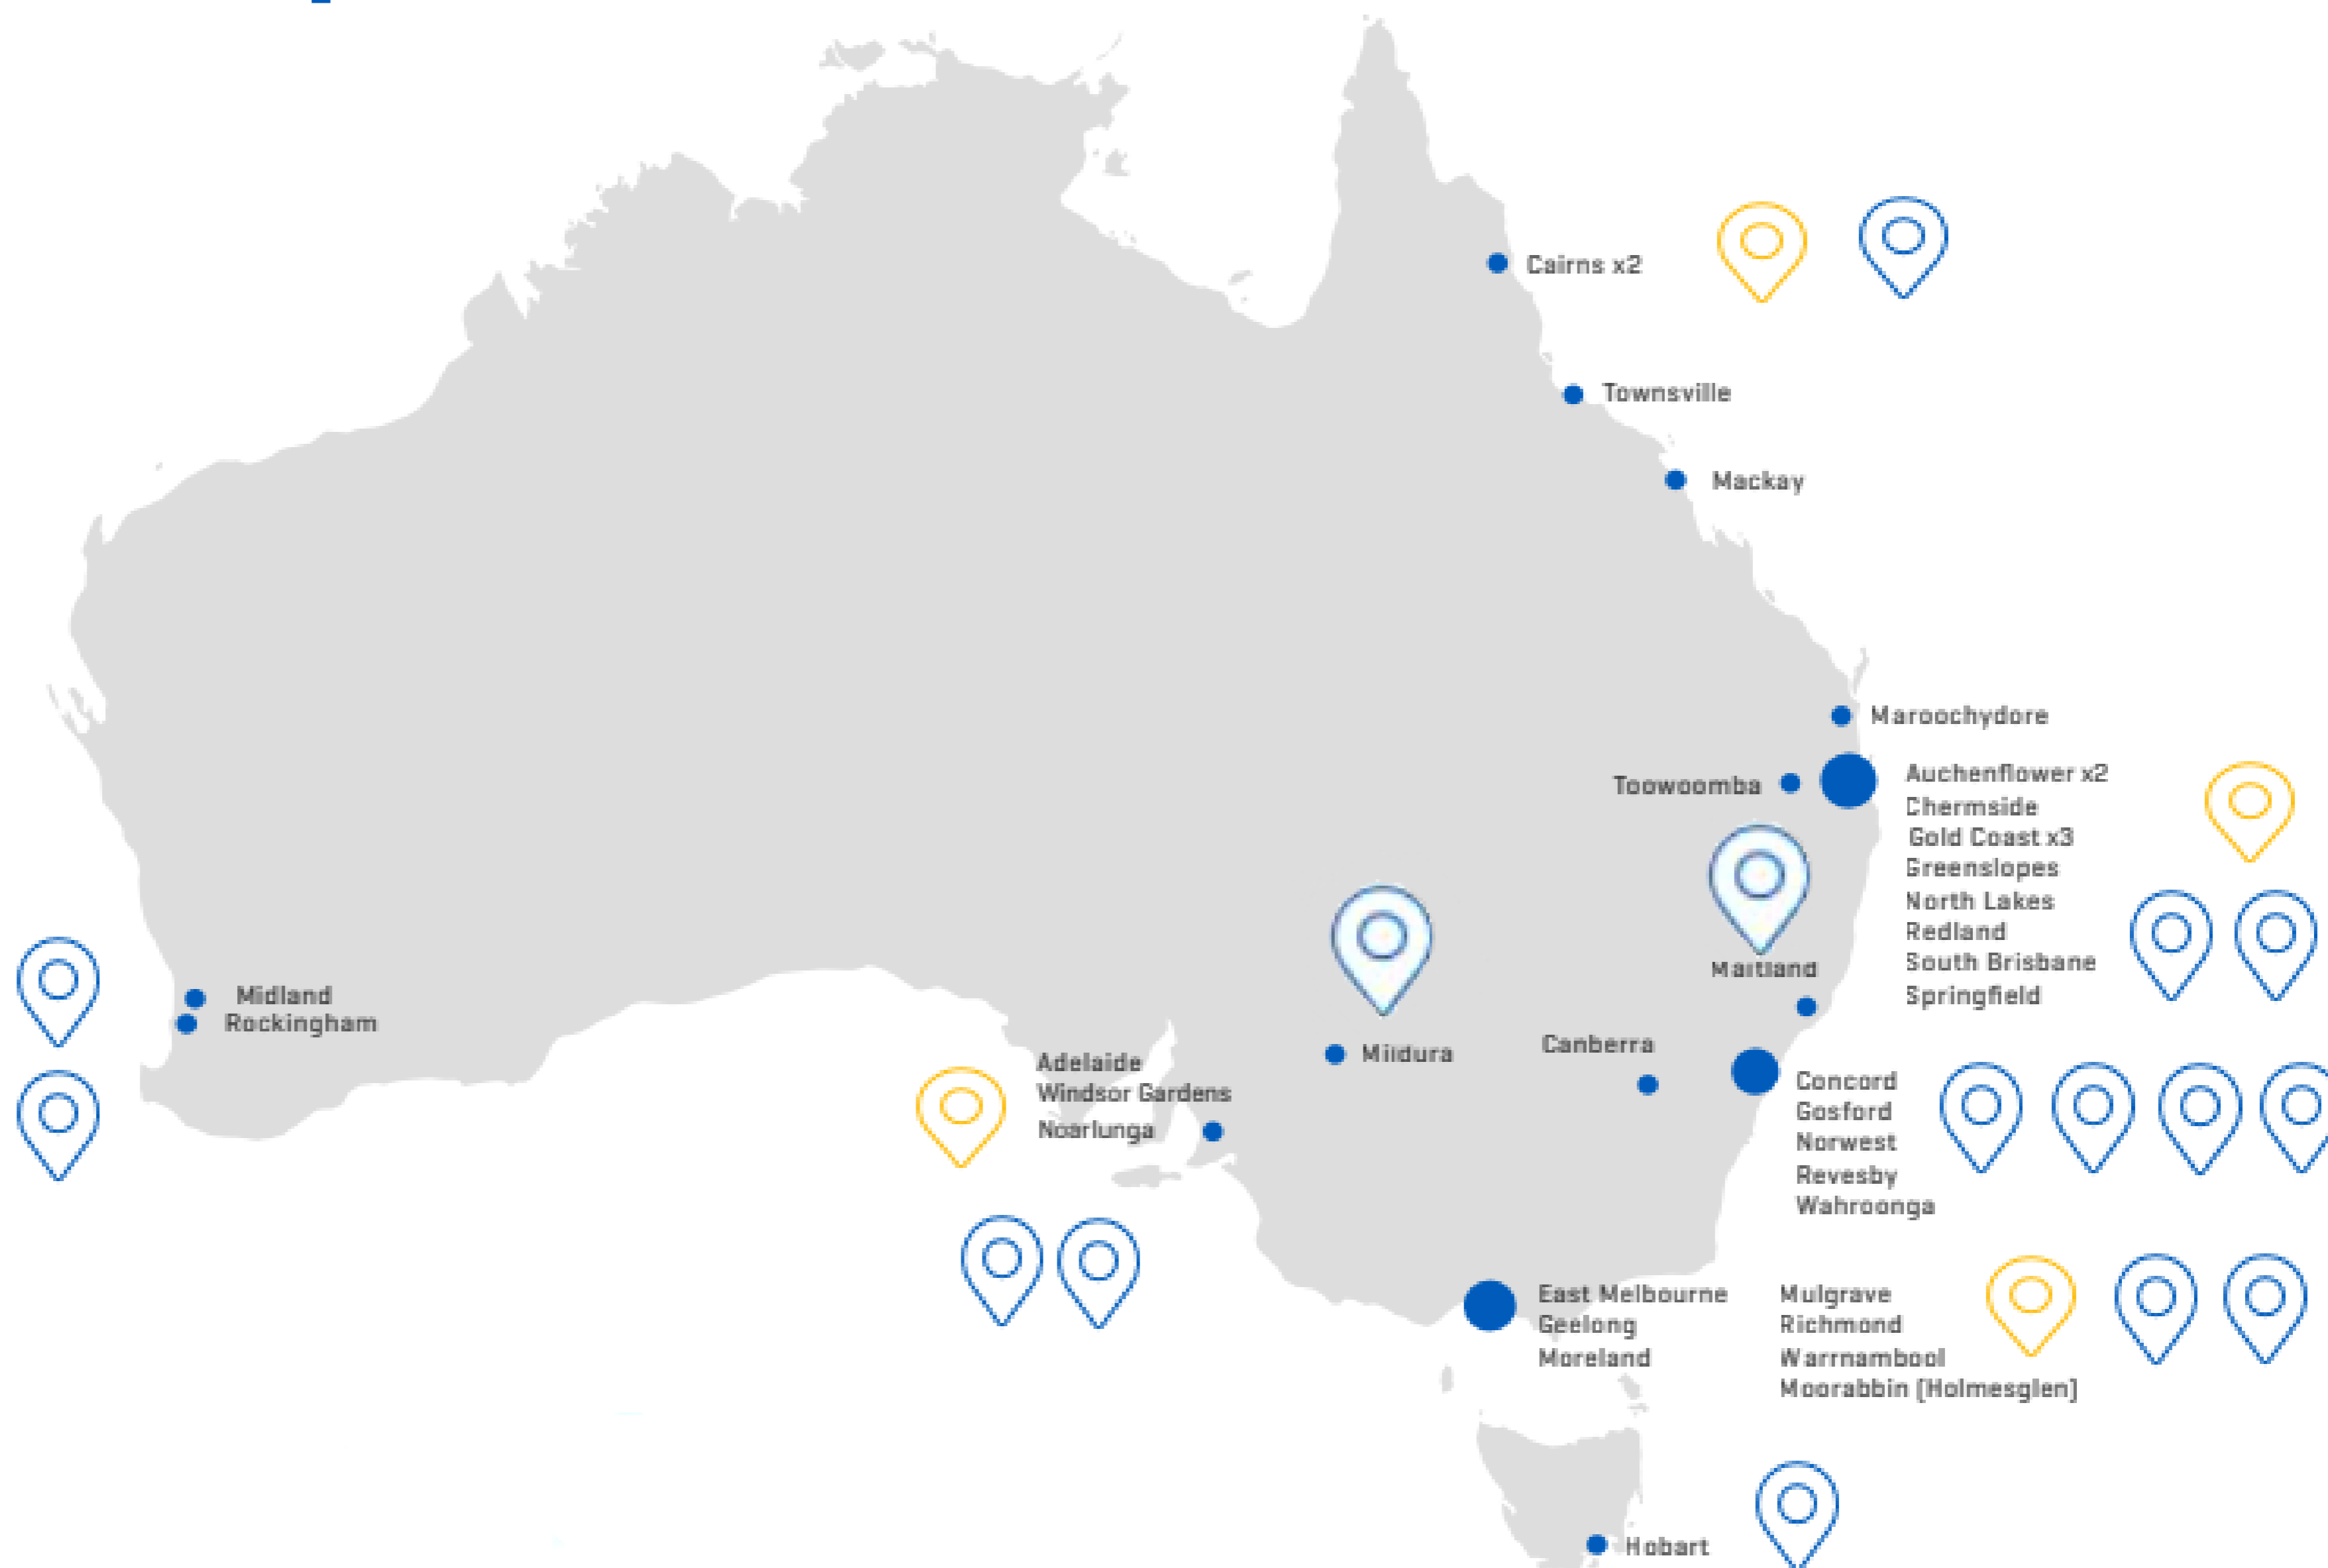 Cairns x2
Townsville
Mackay
Maroochydore
Toowoomba
Auchenflower x2
Chermside
Gold Coast x3
Greenslopes
North Lakes
Redland
South Brisbane
Springfield
Maitland
Midland
Rockingham
Mildura
Canberra
Adelaide
Windsor Gardens
Noarlunga
Concord
Gosford
Norwest
Revesby
Wahroonga
East Melbourne
Geelong
Moreland
Mulgrave
Richmond
Warrnambool
Moorabbin (Holmesglen)
Hobart